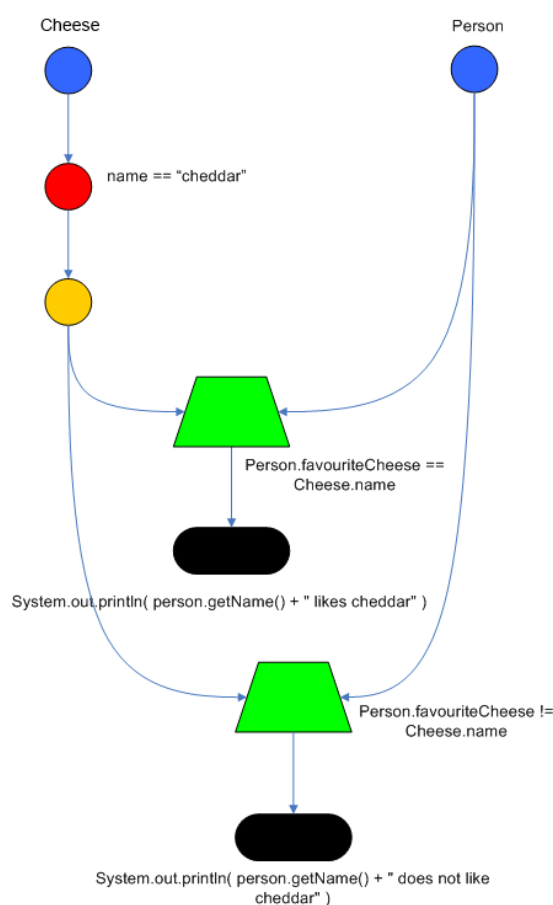 Cheese
Person
name == “cheddar”
Person.favouriteCheese ==
Cheese.name
System.out.println( person.getName() + " likes cheddar" )
Person.favouriteCheese !=
Cheese.name
System.out.println( person.getName() + " does not like
cheddar" )